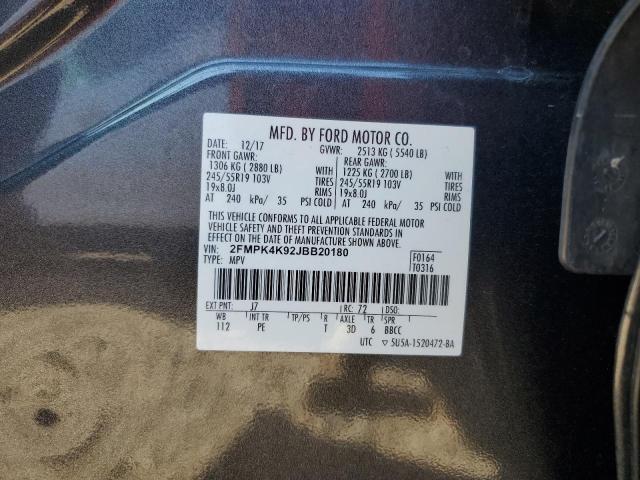 MFD. BY FORD MOTOR CO.
DATE: 12/17 GVWR: 2513 KG ( 5540 LB)
FRONT GAWR: REAR GAWR:
1306 KG ( 2880 LB) WITH 1225 KG ( 2700 LB) WITH
245/55R19 103V TIRES 245/55R19 103V TIRES
19x8.0J RIMS 19x8.0J RIMS
AT 240 kPa/ 35 PSI COLD AT 240 kPa/ 35 PSI COLD
THIS VEHICLE CONFORMS TO ALL APPLICABLE FEDERAL MOTOR
VEHICLE SAFETY AND THEFT PREVENTION STANDARDS IN
EFFECT ON THE DATE OF MANUFACTURE SHOWN ABOVE.
VIN: 2FMPK4K92JBB20180 F0164
TYPE: MPV T0316
EXT PNT: J7 RC: 72 DSO:
WB INT TR TP/PS R AXLE TR SPR
112 PE T 3D 6 BBCC
UTC ▽ 5U5A-1520472-BA